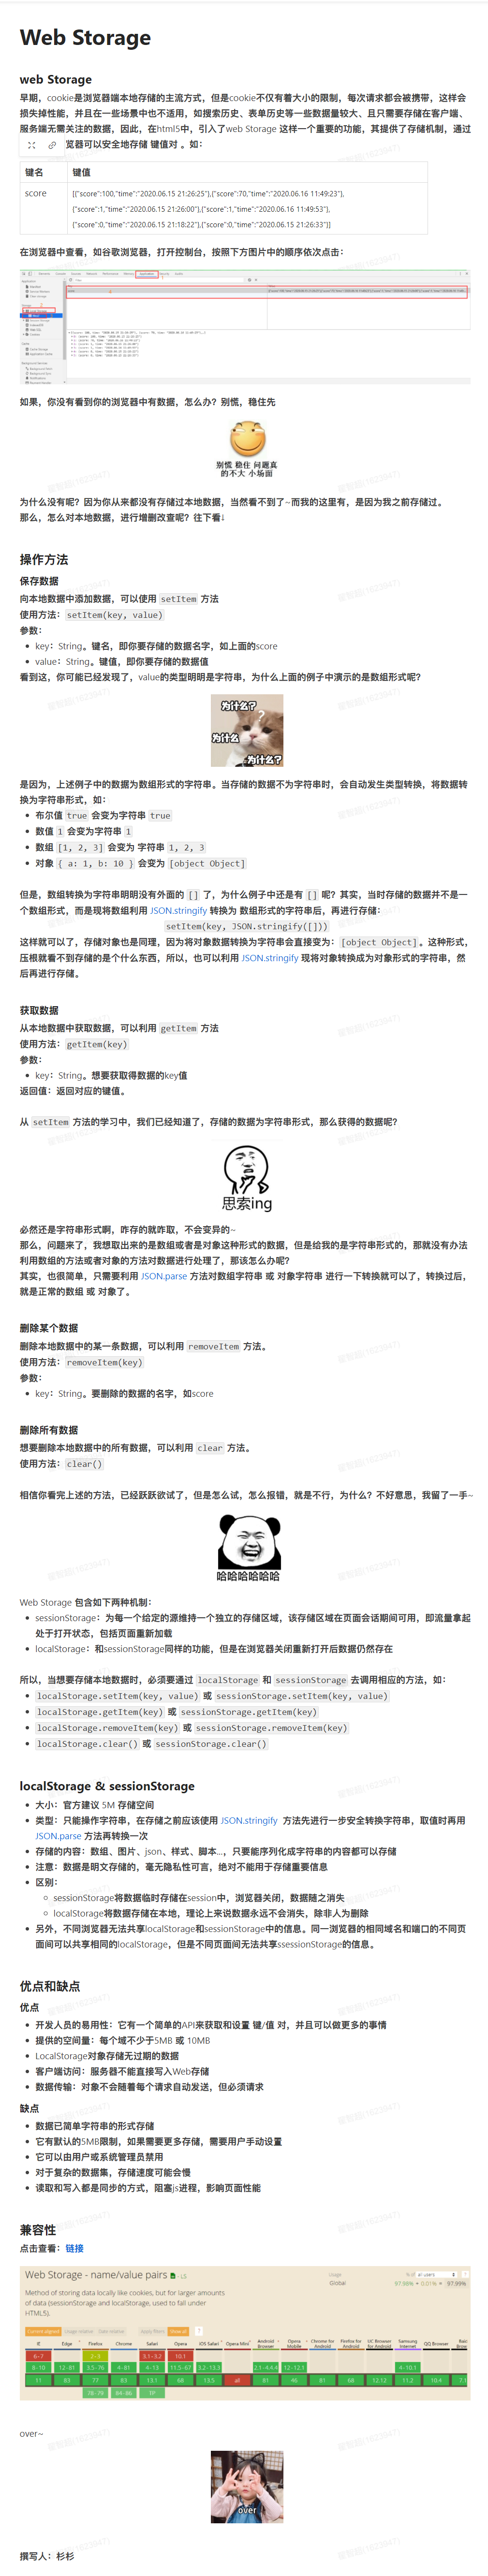 Web Storage
web Storage
早期，cookie是浏览器端本地存储的主流方式，但是cookie不仅有着大小的限制，每次请求都会被携带，这样会
损失掉性能，并且在一些场景中也不适用，如搜索历史、表单历史等一些数据量较大、且只需要存储在客户端、
服务端无需关注的数据，因此，在html5中，引入了web Storage 这样一个重要的功能，其提供了存储机制，通过
览器可以安全地存储 键值对 。如：
键名 键值
score [{"score":100,"time":"2020.06.15 21:26:25"},{"score":70,"time":"2020.06.16 11:49:23"},
{"score":1,"time":"2020.06.15 21:26:00"},{"score":1,"time":"2020.06.16 11:49:53"},
{"score":0,"time":"2020.06.15 21:18:22"},{"score":0,"time":"2020.06.15 21:26:33"}]
在浏览器中查看，如谷歌浏览器，打开控制台，按照下方图片中的顺序依次点击：
如果，你没有看到你的浏览器中有数据，怎么办？别慌，稳住先
别慌 稳住 问题真
的不大 小场面
为什么没有呢？因为你从来都没有存储过本地数据，当然看不到了~而我的这里有，是因为我之前存储过。
那么，怎么对本地数据，进行增删改查呢？往下看↓
操作方法
保存数据
向本地数据中添加数据，可以使用 setItem 方法
使用方法：setItem(key, value)
参数：
key：String。键名，即你要存储的数据名字，如上面的score
value：String。键值，即你要存储的数据值
看到这，你可能已经发现了，value的类型明明是字符串，为什么上面的例子中演示的是数组形式呢？
为什么？
为什么
为什么？
是因为，上述例子中的数据为数组形式的字符串。当存储的数据不为字符串时，会自动发生类型转换，将数据转
换为字符串形式，如：
布尔值 true 会变为字符串 true
数值 1 会变为字符串 1
数组 [1, 2, 3] 会变为 字符串 1, 2, 3
对象 { a: 1, b: 10 } 会变为 [object Object]
但是，数组转换为字符串明明没有外面的 [] 了，为什么例子中还是有 [] 呢？其实，当时存储的数据并不是一
个数组形式，而是现将数组利用 JSON.stringify 转换为 数组形式的字符串后，再进行存储：
setItem(key, JSON.stringify([]))
这样就可以了，存储对象也是同理，因为将对象数据转换为字符串会直接变为：[object Object]。这种形式，
压根就看不到存储的是个什么东西，所以，也可以利用 JSON.stringify 现将对象转换成为对象形式的字符串，然
后再进行存储。
获取数据
从本地数据中获取数据，可以利用 getItem 方法
使用方法：getItem(key)
参数：
key：String。想要获取得数据的key值
返回值：返回对应的键值。
从 setItem 方法的学习中，我们已经知道了，存储的数据为字符串形式，那么获得的数据呢？
思索ing
必然还是字符串形式啊，咋存的就咋取，不会变异的~
那么，问题来了，我想取出来的是数组或者是对象这种形式的数据，但是给我的是字符串形式的，那就没有办法
利用数组的方法或者对象的方法对数据进行处理了，那该怎么办呢？
其实，也很简单，只需要利用 JSON.parse 方法对数组字符串 或 对象字符串 进行一下转换就可以了，转换过后，
就是正常的数组 或 对象了。
删除某个数据
删除本地数据中的某一条数据，可以利用 removeItem 方法。
使用方法：removeItem(key)
参数：
key：String。要删除的数据的名字，如score
删除所有数据
想要删除本地数据中的所有数据，可以利用 clear 方法。
使用方法：clear()
相信你看完上述的方法，已经跃跃欲试了，但是怎么试，怎么报错，就是不行，为什么？不好意思，我留了一手~
哈哈哈哈哈哈
Web Storage 包含如下两种机制：
sessionStorage：为每一个给定的源维持一个独立的存储区域，该存储区域在页面会话期间可用，即流量拿起
处于打开状态，包括页面重新加载
localStorage：和sessionStorage同样的功能，但是在浏览器关闭重新打开后数据仍然存在
所以，当想要存储本地数据时，必须要通过 localStorage 和 sessionStorage 去调用相应的方法，如：
localStorage.setItem(key, value) 或 sessionStorage.setItem(key, value)
localStorage.getItem(key) 或 sessionStorage.getItem(key)
localStorage.removeItem(key) 或 sessionStorage.removeItem(key)
localStorage.clear() 或 sessionStorage.clear()
localStorage & sessionStorage
大小：官方建议 5M 存储空间
类型：只能操作字符串，在存储之前应该使用 JSON.stringify 方法先进行一步安全转换字符串，取值时再用
JSON.parse 方法再转换一次
存储的内容：数组、图片、json、样式、脚本...，只要能序列化成字符串的内容都可以存储
注意：数据是明文存储的，毫无隐私性可言，绝对不能用于存储重要信息
区别：
sessionStorage将数据临时存储在session中，浏览器关闭，数据随之消失
localStorage将数据存储在本地，理论上来说数据永远不会消失，除非人为删除
另外，不同浏览器无法共享localStorage和sessionStorage中的信息。同一浏览器的相同域名和端口的不同页
面间可以共享相同的localStorage，但是不同页面间无法共享ssessionStorage的信息。
优点和缺点
优点
开发人员的易用性：它有一个简单的API来获取和设置 键/值 对，并且可以做更多的事情
提供的空间量：每个域不少于5MB 或 10MB
LocalStorage对象存储无过期的数据
客户端访问：服务器不能直接写入Web存储
数据传输：对象不会随着每个请求自动发送，但必须请求
缺点
数据已简单字符串的形式存储
它有默认的5MB限制，如果需要更多存储，需要用户手动设置
它可以由用户或系统管理员禁用
对于复杂的数据集，存储速度可能会慢
读取和写入都是同步的方式，阻塞js进程，影响页面性能
兼容性
点击查看：链接
Web Storage - name/value pairs - LS
Method of storing data locally like cookies, but for larger amounts
of data (sessionStorage and localStorage, used to fall under
HTML5).
Usage % of all users
Global 97.98% + 0.01% = 97.99%
Current aligned Usage relative Date relative Apply filters Show all ?
IE Edge Firefox Chrome Safari Opera iOS Safari Opera Mini Android Browser Opera Mobile Chrome for Android Firefox for Android UC Browser for Android Samsung Internet QQ Browser
over~
over
撰写人：杉杉